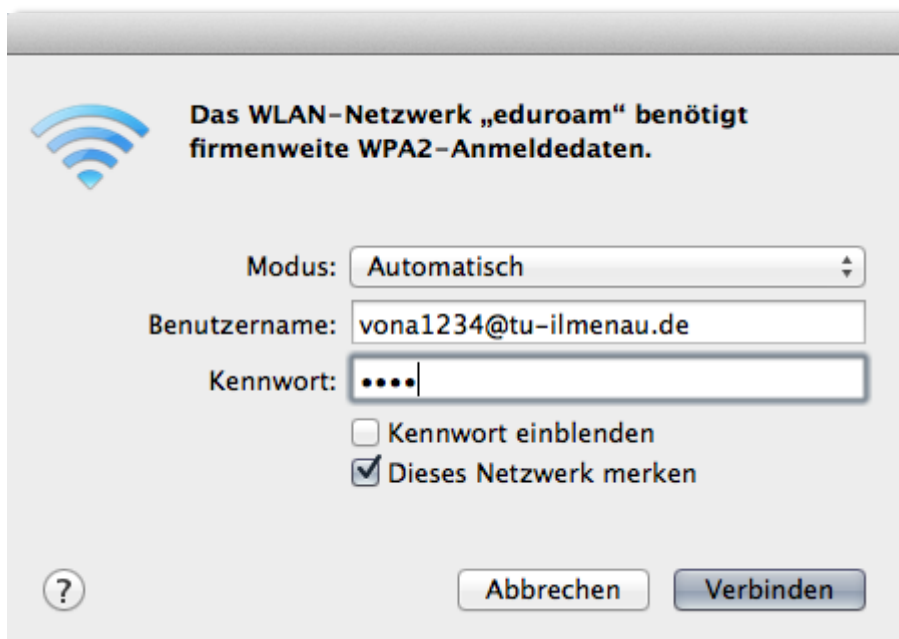 Das WLAN-Netzwerk „eduroam“ benötigt
firmenweite WPA2-Anmeldedaten.
Modus: Automatisch
Benutzername: vona1234@tu-ilmenau.de
Kennwort: ••••
Kennwort einblenden
Dieses Netzwerk merken
? Abbrechen Verbinden